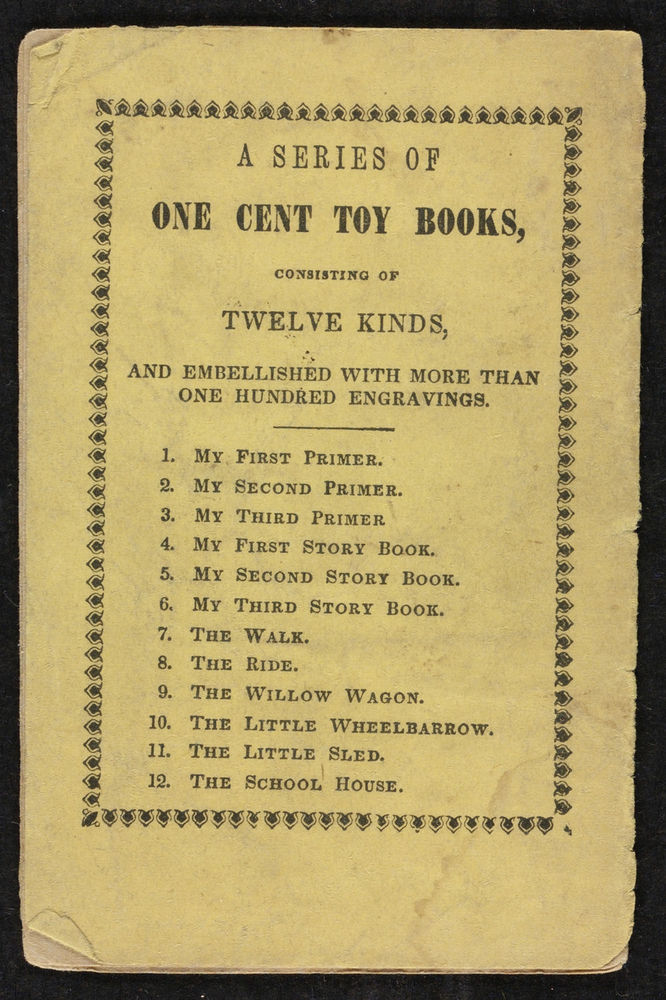 A SERIES OF
ONE CENT TOY BOOKS,
CONSISTING OF
TWELVE KINDS,
AND EMBELLISHED WITH MORE THAN
ONE HUNDRED ENGRAVINGS.
1. MY FIRST PRIMER.
2. MY SECOND PRIMER.
3. MY THIRD PRIMER
4. MY FIRST STORY BOOK.
5. MY SECOND STORY BOOK.
6. MY THIRD STORY BOOK.
7. THE WALK.
8. THE RIDE.
9. THE WILLOW WAGON.
10. THE LITTLE WHEELBARROW.
11. THE LITTLE SLED.
12. THE SCHOOL HOUSE.